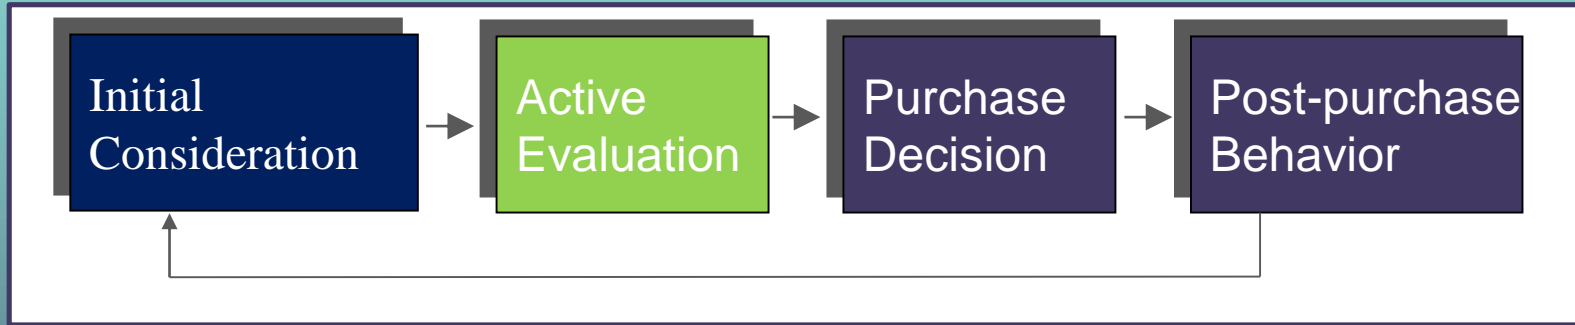 Initial
Consideration
Active
Evaluation
Purchase
Decision
Post-purchase
Behavior